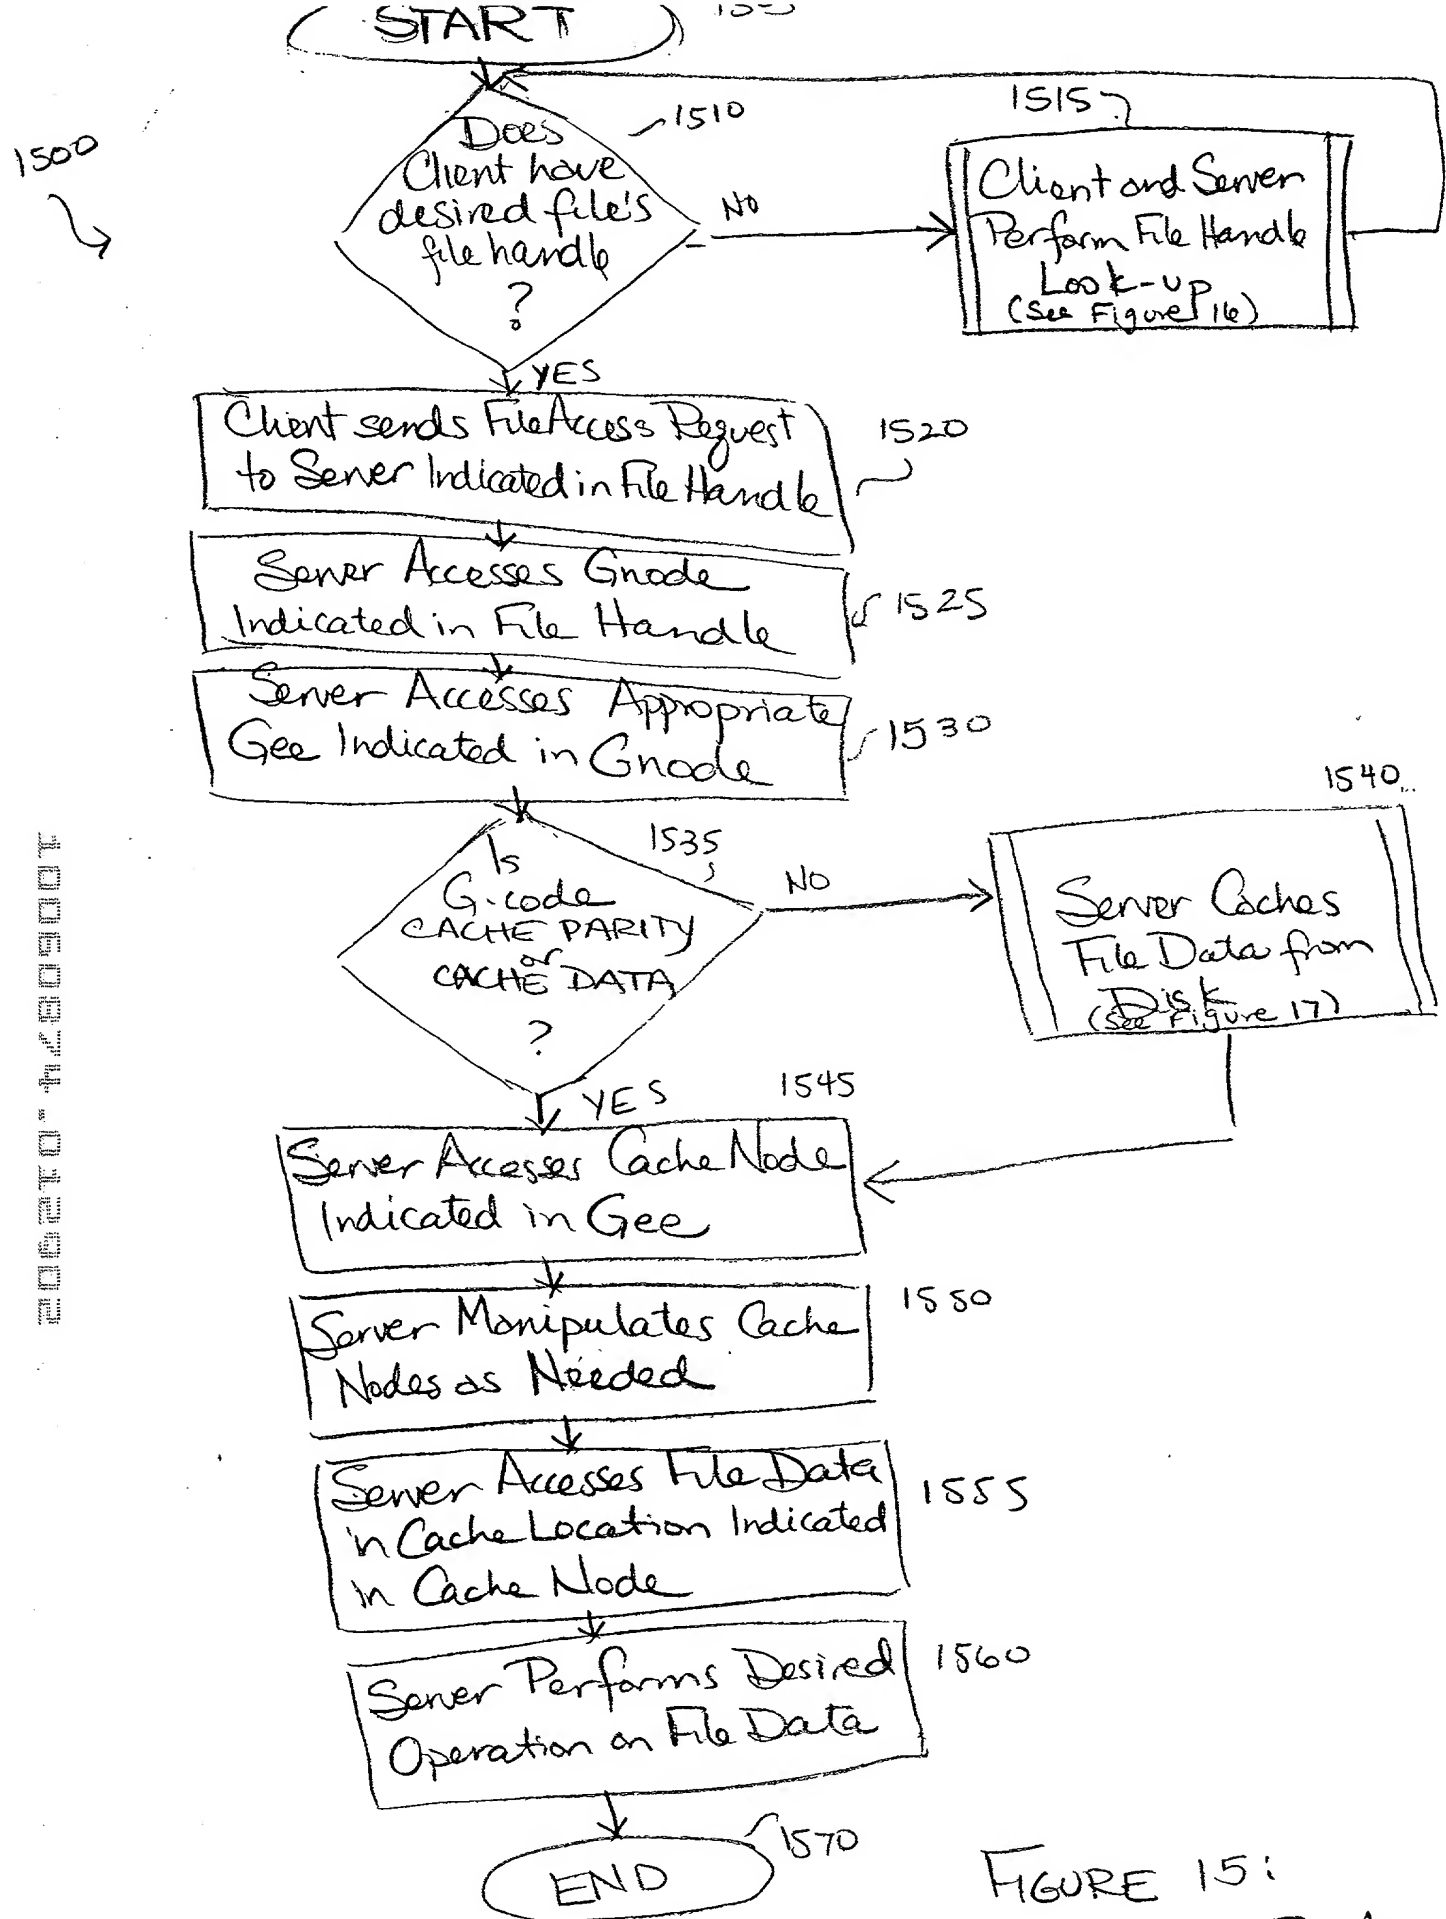 START
1500
1510
Does
Client have
desired file's
file handle
?
NO
1515
Client and Server
Perform File Handle
Look-up
(See Figure 16)
YES
Client sends File Access Request
to Server Indicated in File Handle
1520
Server Accesses Gnode
Indicated in File Handle
1525
Server Accesses Appropriate
Gee Indicated in Gnode
1530
1535
Is
G-code
CACHE PARITY
or
CACHE DATA
?
NO
1540
Server Caches
File Data from
Disk
(See Figure 17)
YES
1545
Server Accesses Cache Node
Indicated in Gee
Server Manipulates Cache
Nodes as Needed
1550
Server Accesses File Data
in Cache Location Indicated
in Cache Node
1555
Server Performs Desired
Operation on File Data
1560
END
1570
FIGURE 15:
10060874.012902